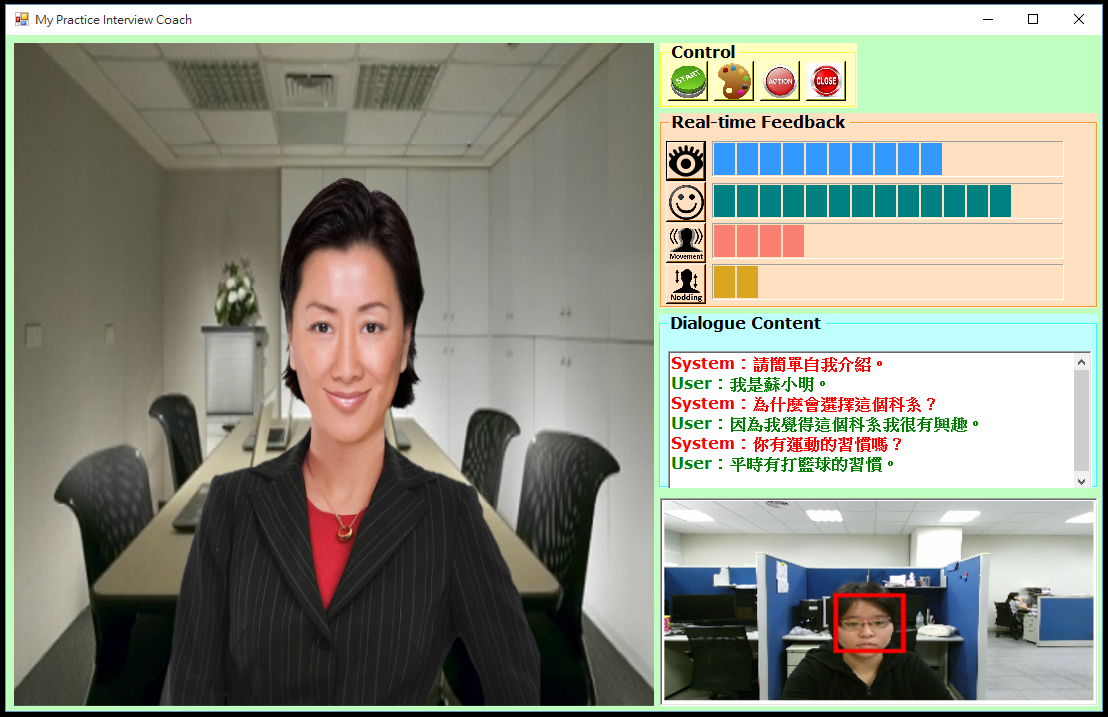 My Practice Interview Coach
Control
START
ACTION
CLOSE
Real-time Feedback
Movement
Nodding
Dialogue Content
System：請簡單自我介紹。
User：我是蘇小明。
System：為什麼會選擇這個科系？
User：因為我覺得這個科系我很有興趣。
System：你有運動的習慣嗎？
User：平時有打籃球的習慣。